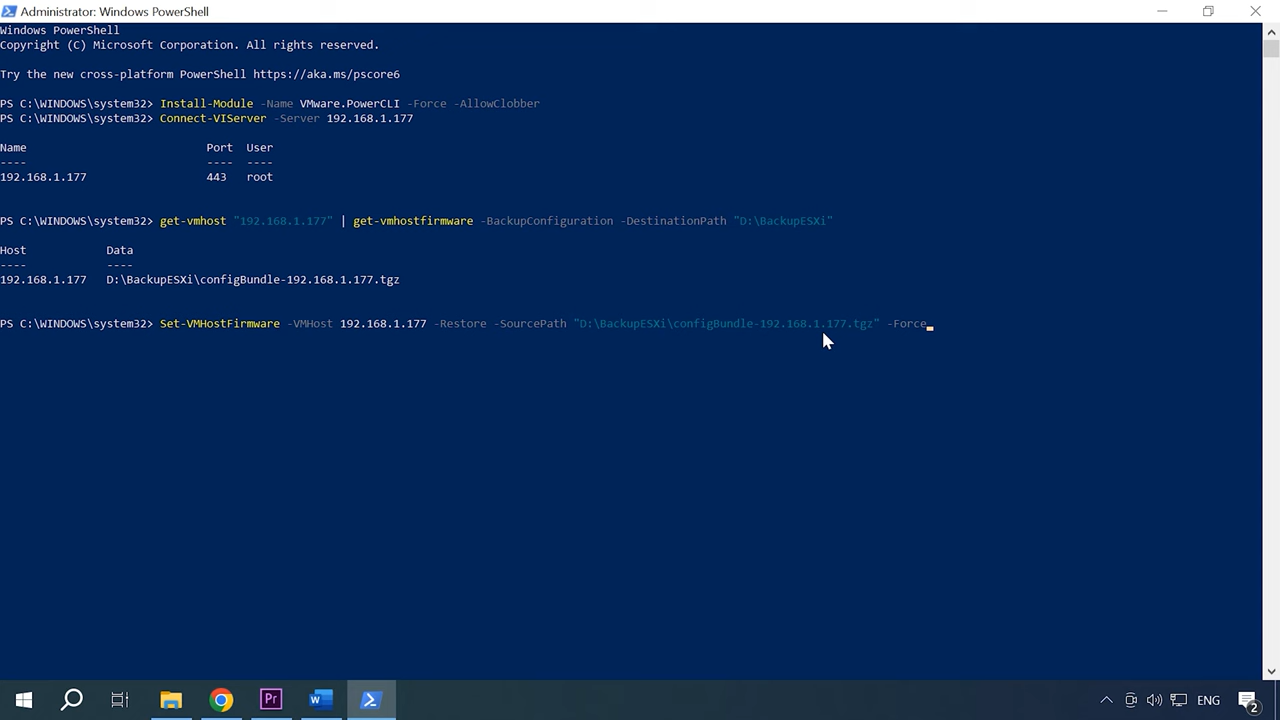 Administrator: Windows PowerShell
Windows PowerShell
Copyright (C) Microsoft Corporation. All rights reserved.
Try the new cross-platform PowerShell https://aka.ms/pscore6
PS C:\WINDOWS\system32> Install-Module -Name VMware.PowerCLI -Force -AllowClobber
PS C:\WINDOWS\system32> Connect-VIServer -Server 192.168.1.177
Name Port User
---- ---- ----
192.168.1.177 443 root
PS C:\WINDOWS\system32> get-vmhost "192.168.1.177" | get-vmhostfirmware -BackupConfiguration -DestinationPath "D:\BackupESXi"
Host Data
---- ----
192.168.1.177 D:\BackupESXi\configBundle-192.168.1.177.tgz
PS C:\WINDOWS\system32> Set-VMHostFirmware -VMHost 192.168.1.177 -Restore -SourcePath "D:\BackupESXi\configBundle-192.168.1.177.tgz" -Force_
Pr
W
ENG
2